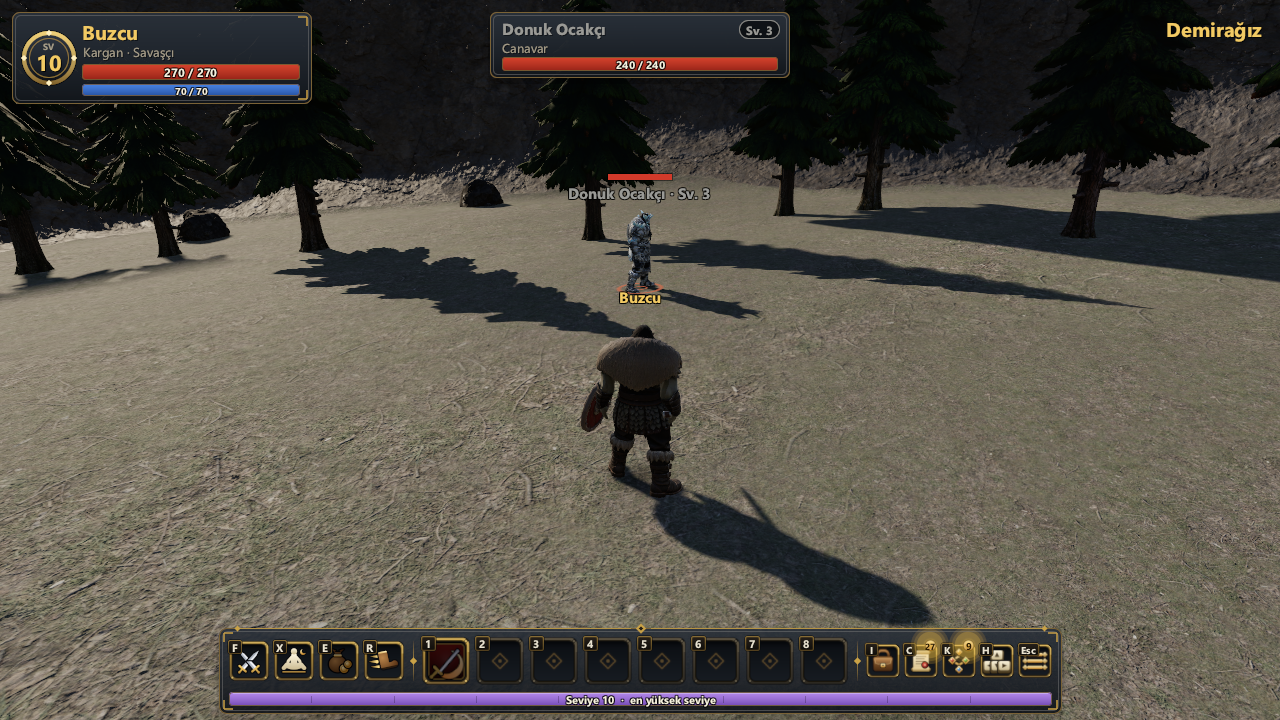 Buzcu
SV
10
Kargan · Savaşçı
270 / 270
70 / 70
Donuk Ocakçı
Sv. 3
Canavar
240 / 240
Demirağız
Donuk Ocakçı · Sv. 3
Buzcu
F
X
E
R
1
2
3
4
5
6
7
8
I
C
27
K
9
H
Esc
Seviye 10 · en yüksek seviye